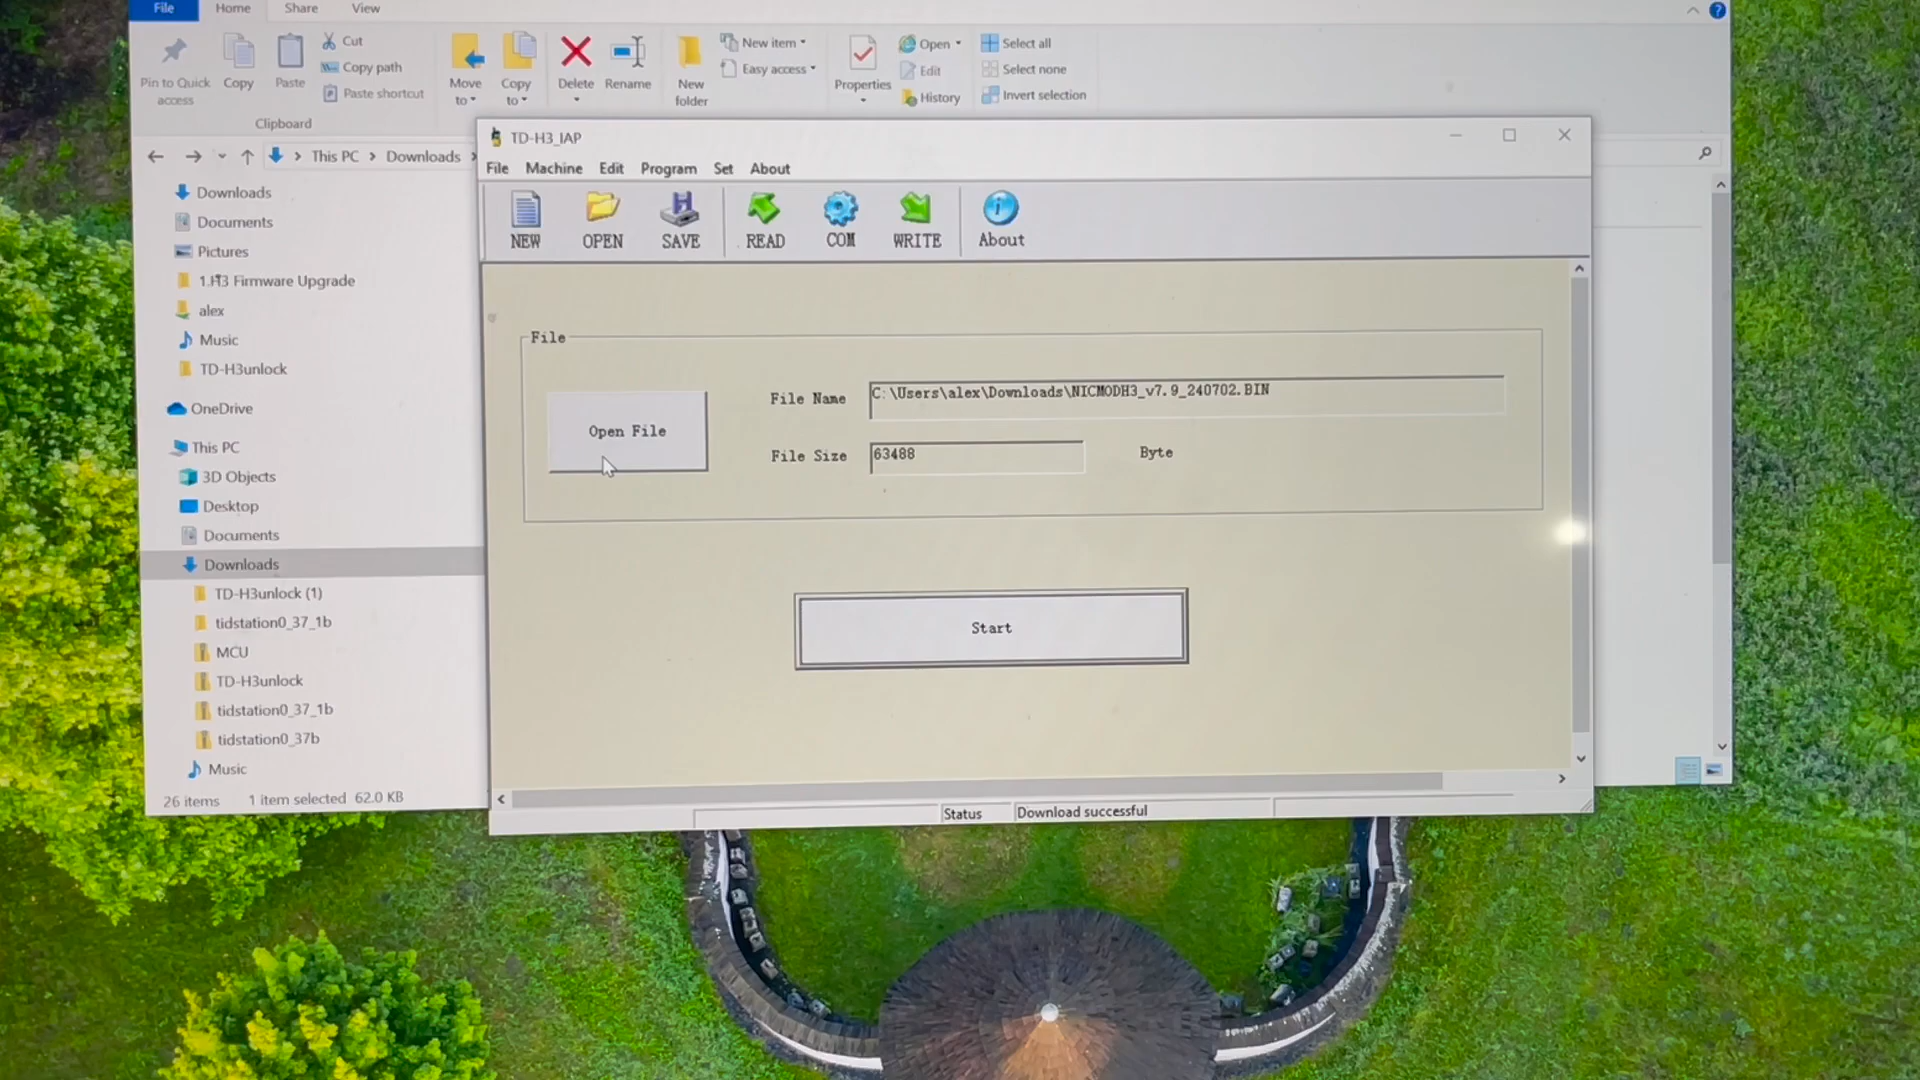 File Home Share View
Pin to Quick access
Copy
Paste
Cut
Copy path
Paste shortcut
Clipboard
Move to
Copy to
Delete
Rename
New folder
New item
Easy access
Properties
Open
Edit
History
Select all
Select none
Invert selection
This PC Downloads
TD-H3_IAP
File Machine Edit Program Set About
NEW OPEN SAVE READ COM WRITE About
File
Open File
File Name C:\Users\alex\Downloads\NICMODH3_v7.9_240702.BIN
File Size 63488 Byte
Start
Status Download successful
Downloads
Documents
Pictures
1.H3 Firmware Upgrade
alex
Music
TD-H3unlock
OneDrive
This PC
3D Objects
Desktop
Documents
Downloads
TD-H3unlock (1)
tidstation0_37_1b
MCU
TD-H3unlock
tidstation0_37_1b
tidstation0_37b
Music
26 items 1 item selected 62.0 KB